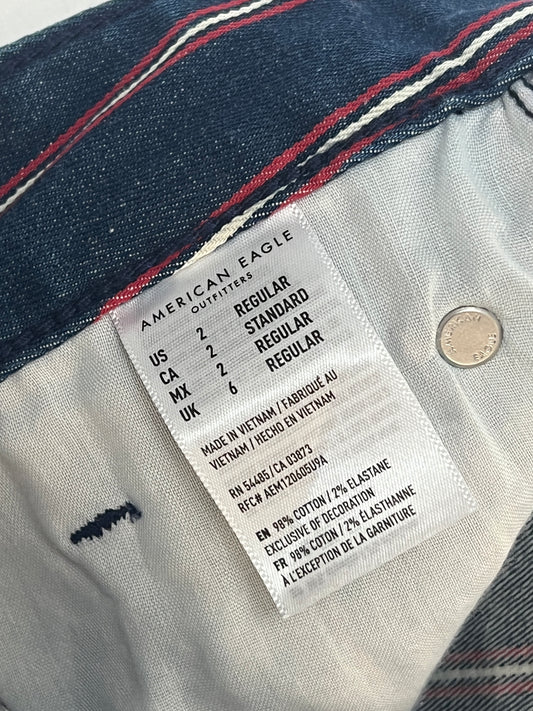 AMERICAN EAGLE
OUTFITTERS
US 2 REGULAR
CA 2 STANDARD
MX 2 REGULAR
UK 6 REGULAR
MADE IN VIETNAM / FABRIQUÉ AU
VIETNAM / HECHO EN VIETNAM
RN 54485 / CA 03873
RFC# AEM120605U9A
EN 98% COTTON / 2% ELASTANE
EXCLUSIVE OF DECORATION
FR 98% COTON / 2% ÉLASTHANNE
À L'EXCEPTION DE LA GARNITURE
AMERICAN